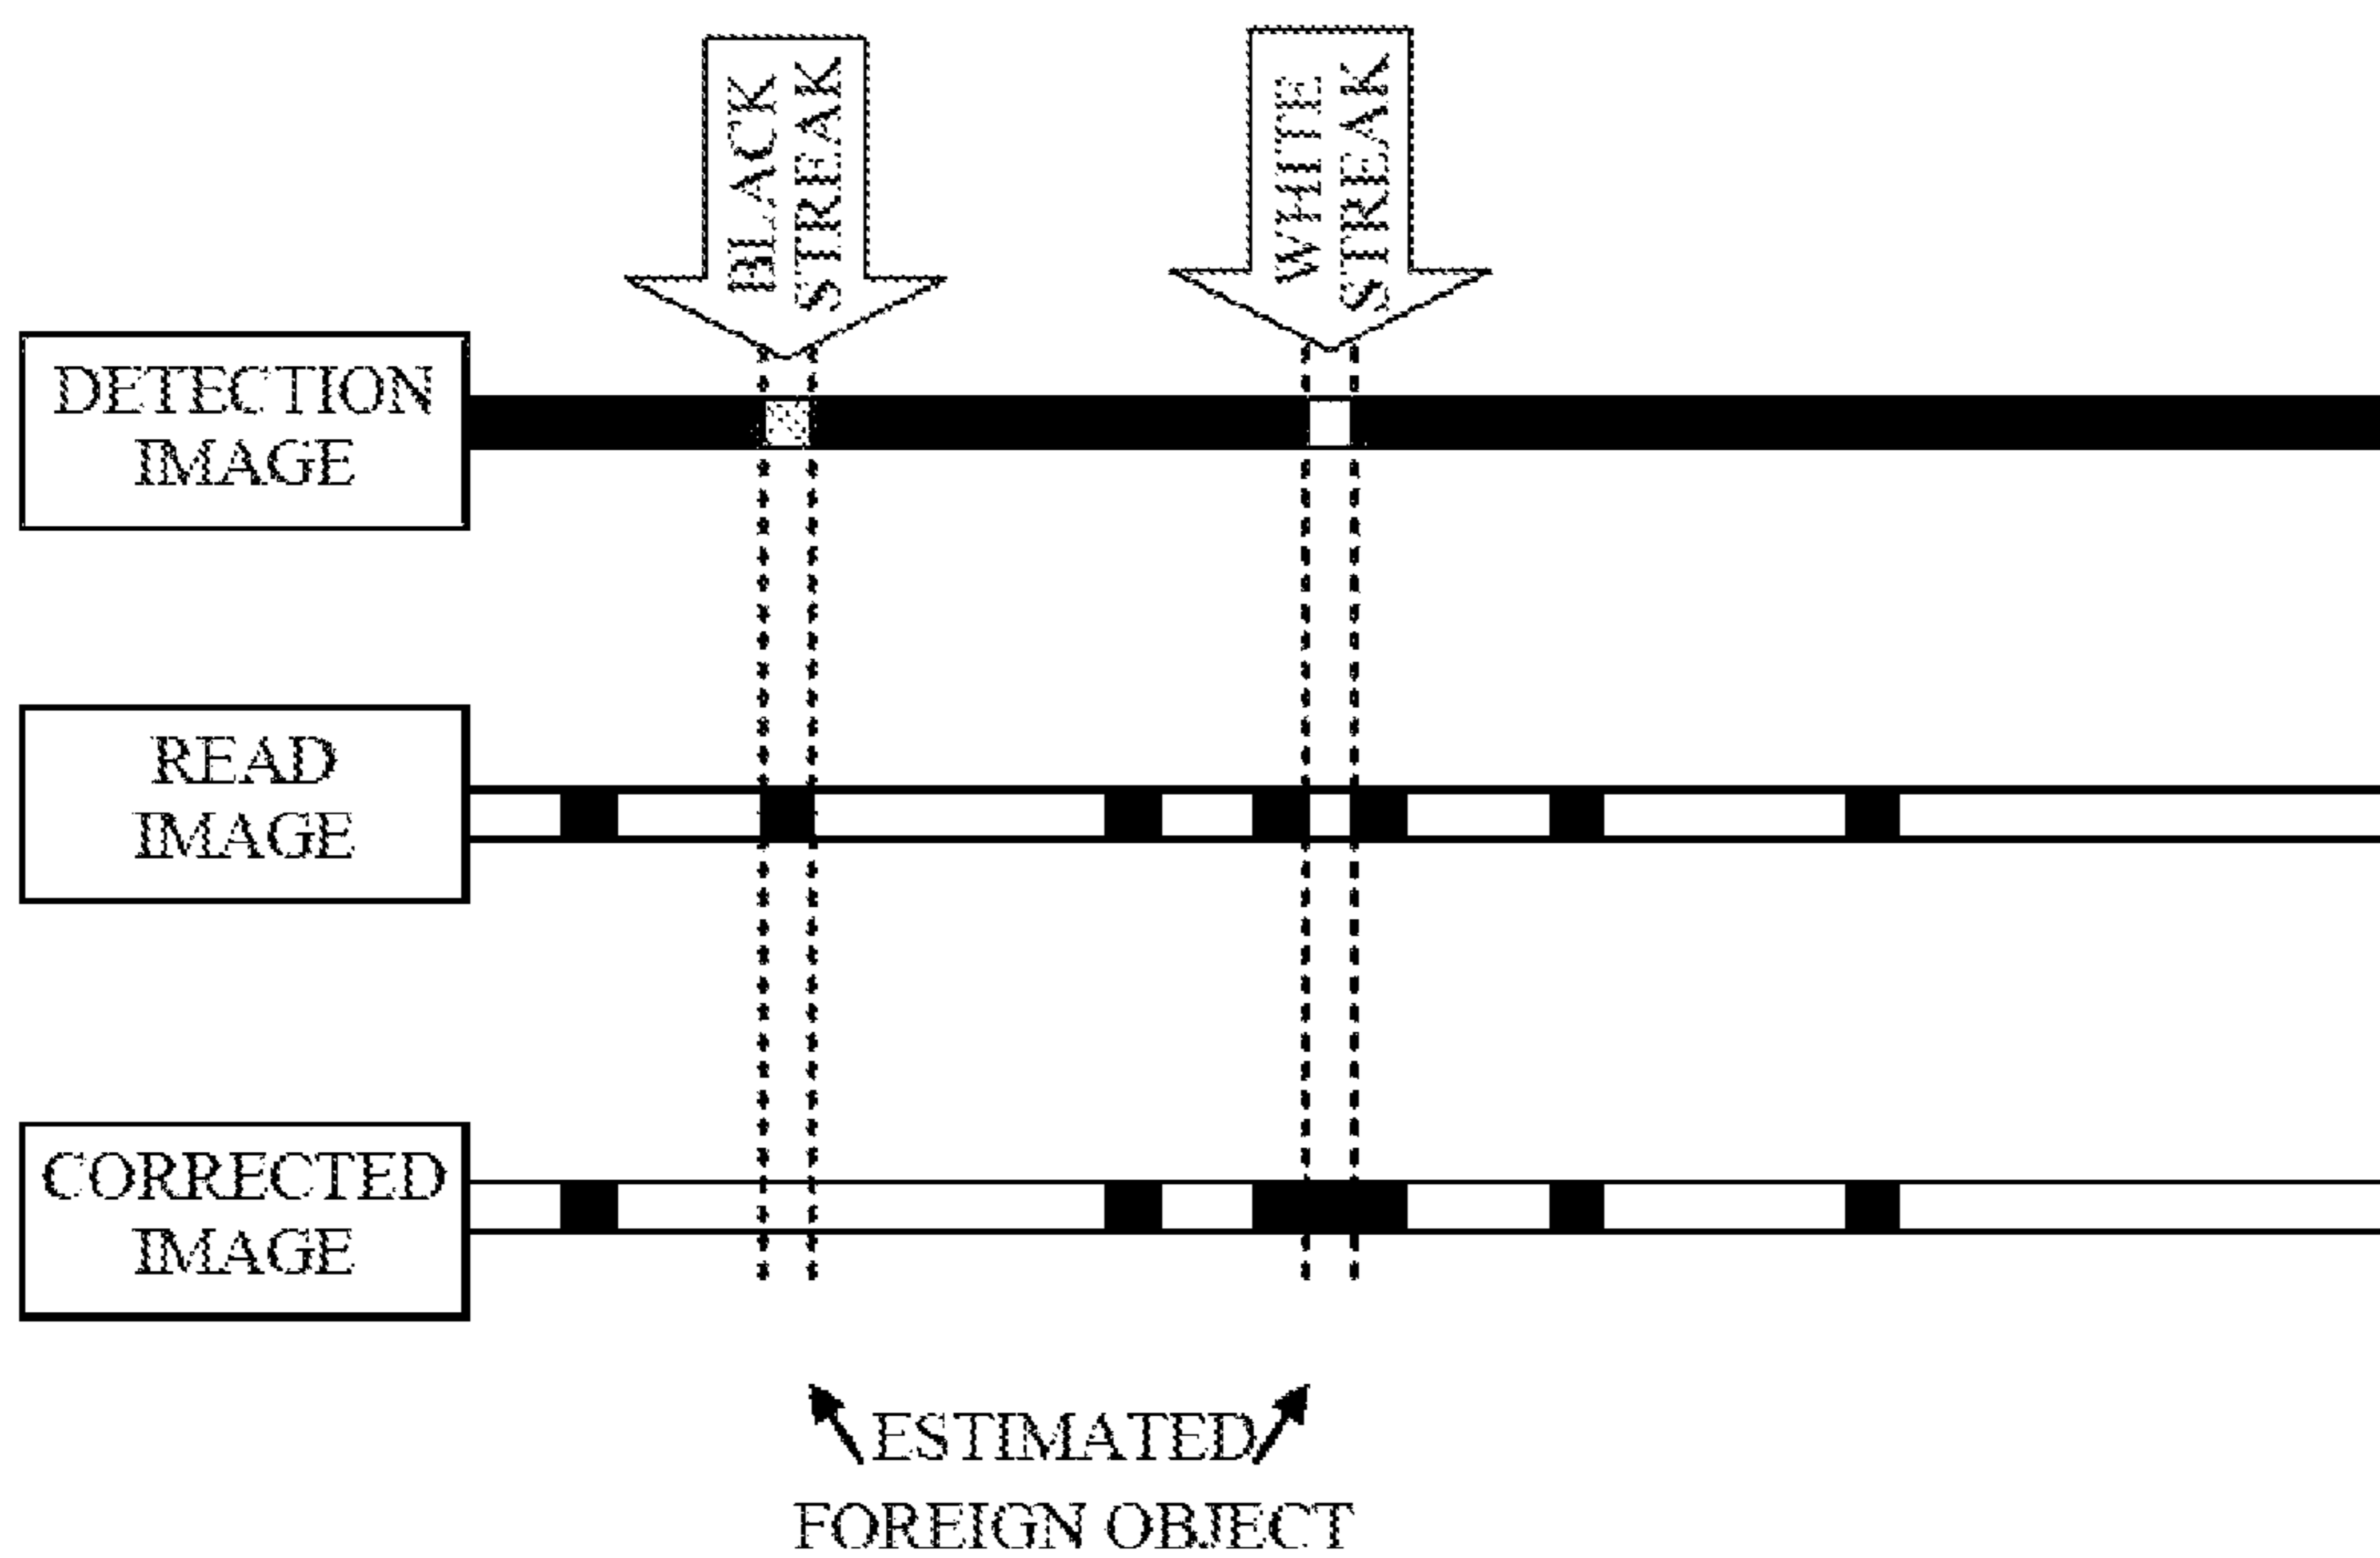 BLACK
STREAK
WHITE
STREAK
DETECTION
IMAGE
READ
IMAGE
CORRECTED
IMAGE
ESTIMATED
FOREIGN OBJECT